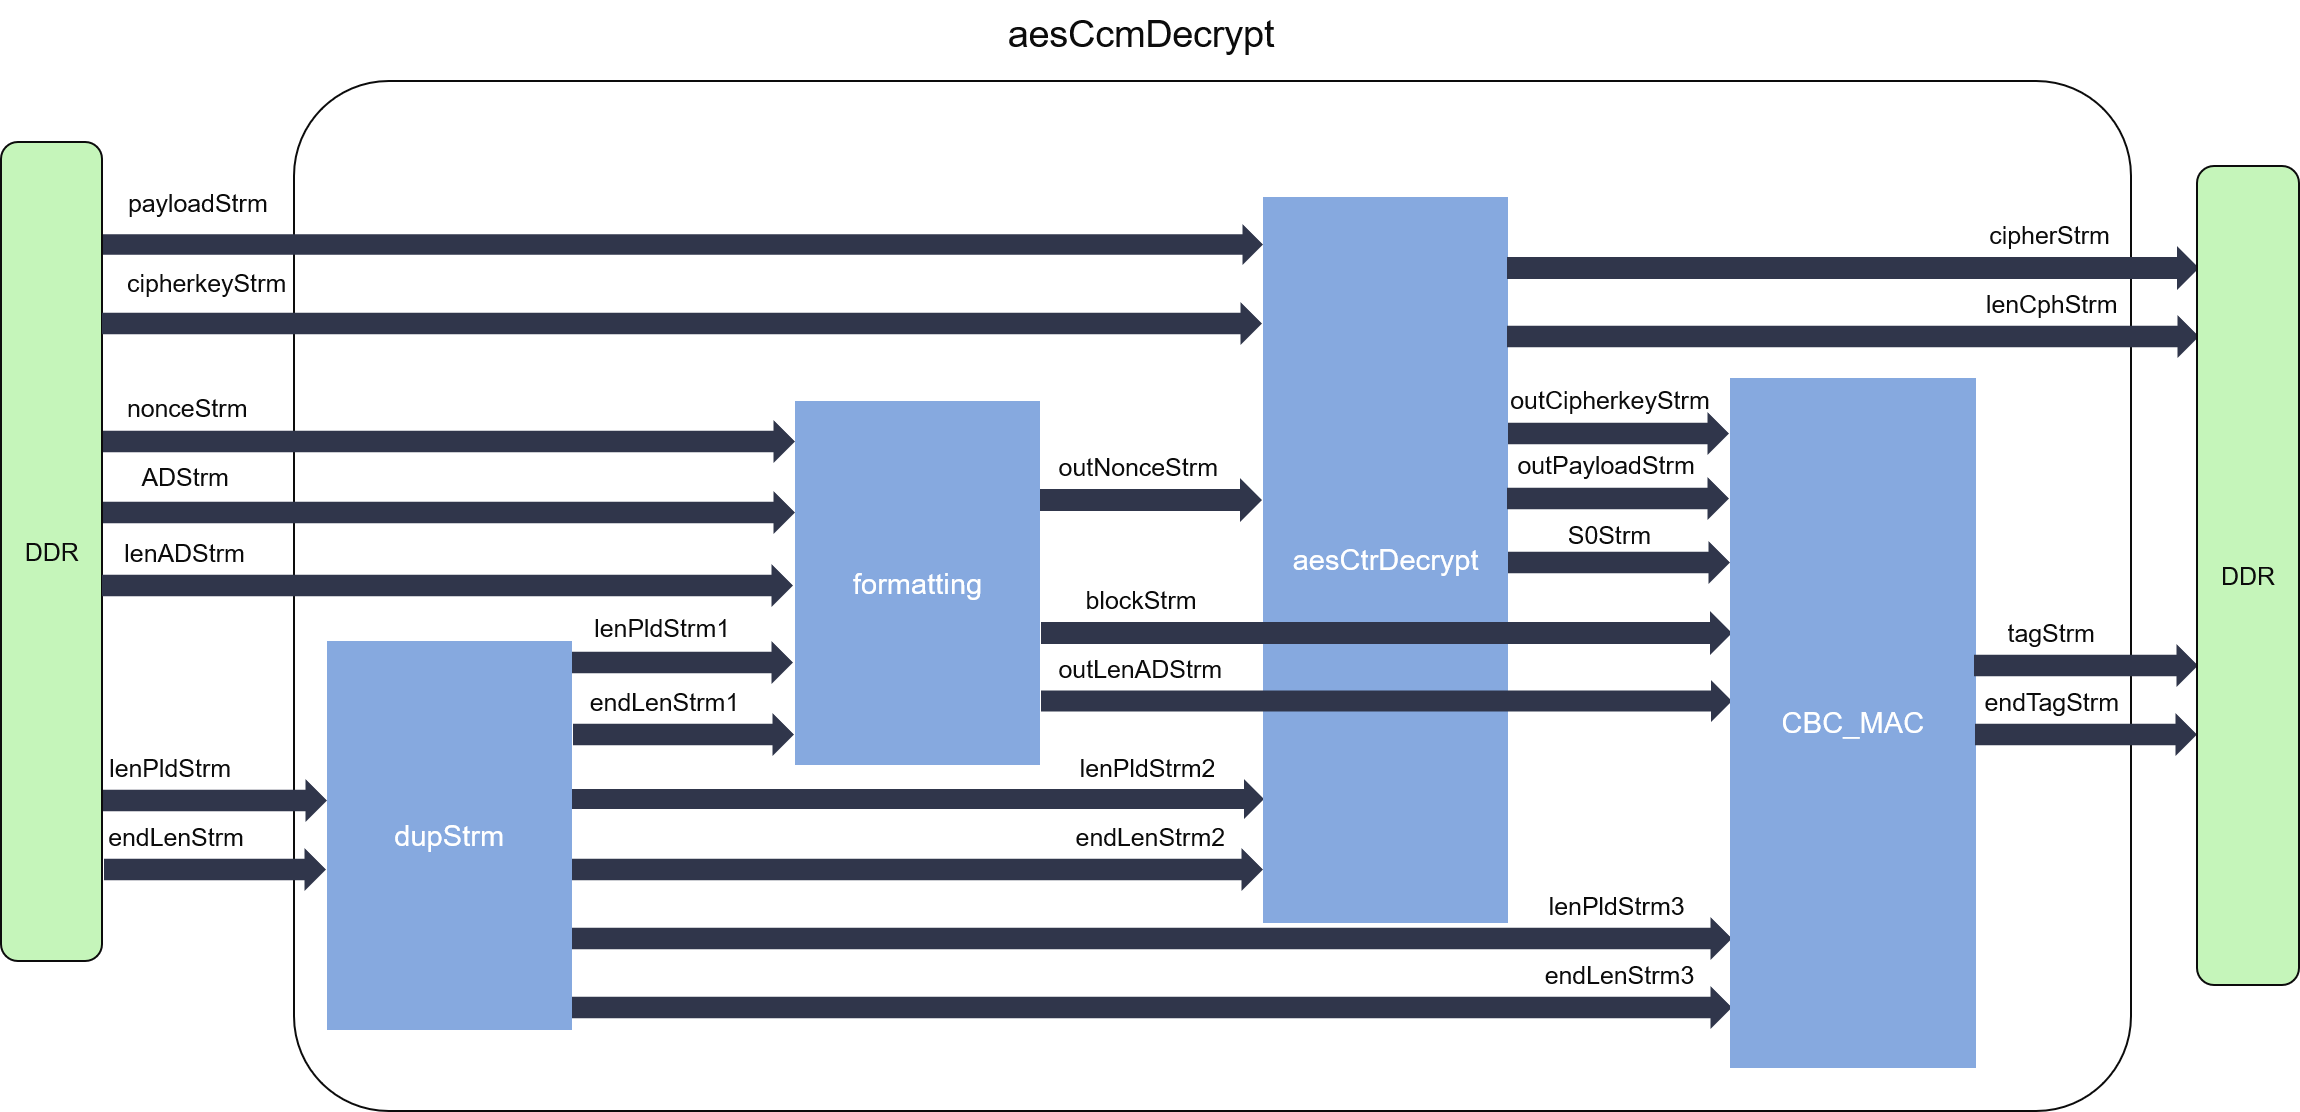 aesCcmDecrypt
payloadStrm
cipherStrm
cipherkeyStrm
lenCphStrm
nonceStrm
outCipherkeyStrm
outNonceStrm
outPayloadStrm
ADStrm
S0Strm
DDR
lenADStrm
aesCtrDecrypt
formatting
DDR
blockStrm
lenPldStrm1
tagStrm
outLenADStrm
endLenStrm1
endTagStrm
CBC_MAC
lenPldStrm
lenPldStrm2
endLenStrm
dupStrm
endLenStrm2
lenPldStrm3
endLenStrm3